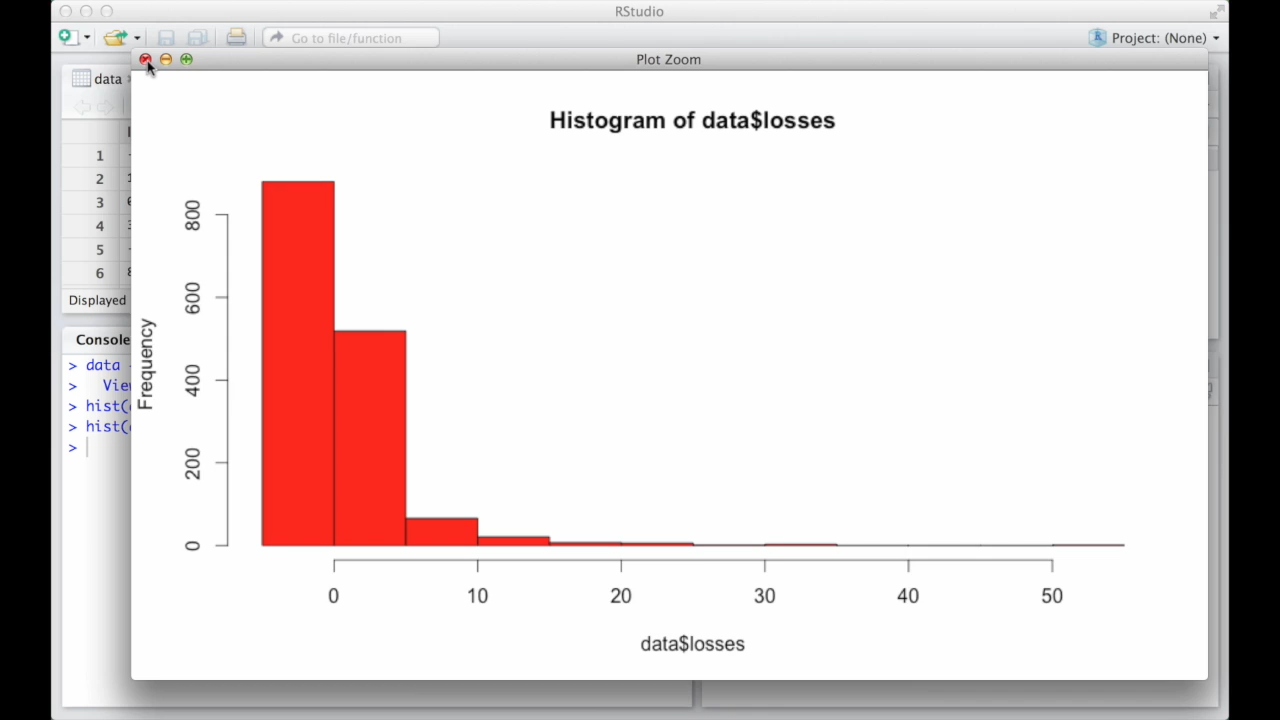 RStudio
Go to file/function
Project: (None)
Plot Zoom
data
1
2
3
4
5
6
Displayed
Console
> data
> Vie
> hist(
> hist(
>
Histogram of data$losses
Frequency
800
600
400
200
0
0 10 20 30 40 50
data$losses